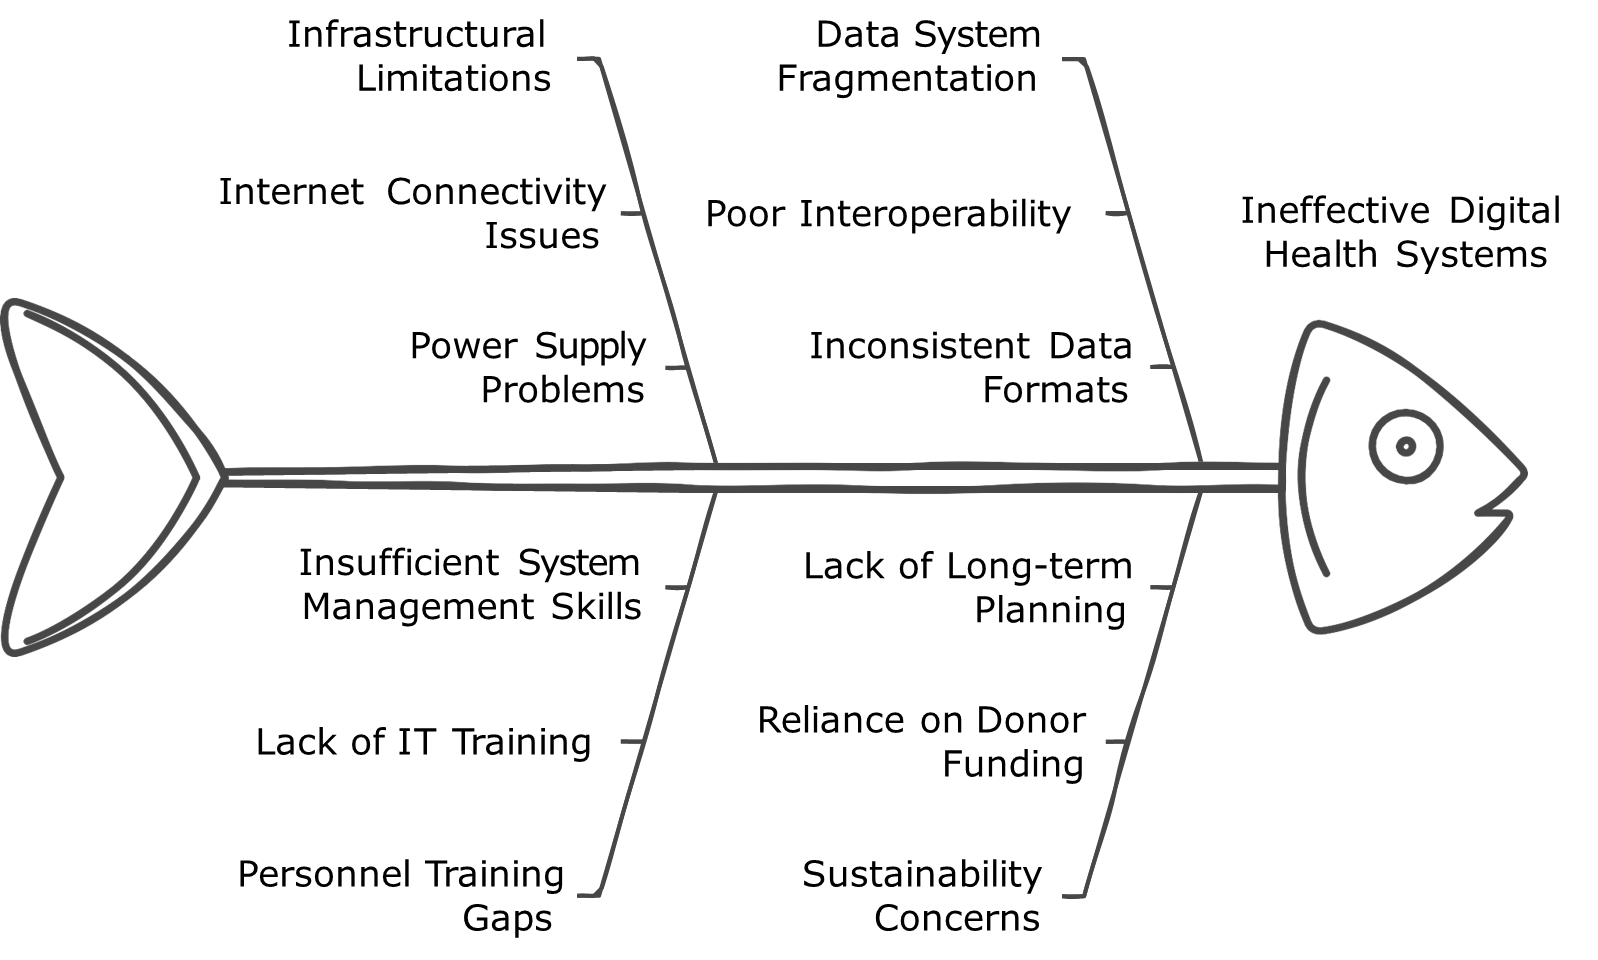 Infrastructural
Limitations
Internet Connectivity
Issues
Power Supply
Problems
Data System
Fragmentation
Poor Interoperability
Inconsistent Data
Formats
Ineffective Digital
Health Systems
Insufficient System
Management Skills
Lack of IT Training
Personnel Training
Gaps
Lack of Long-term
Planning
Reliance on Donor
Funding
Sustainability
Concerns